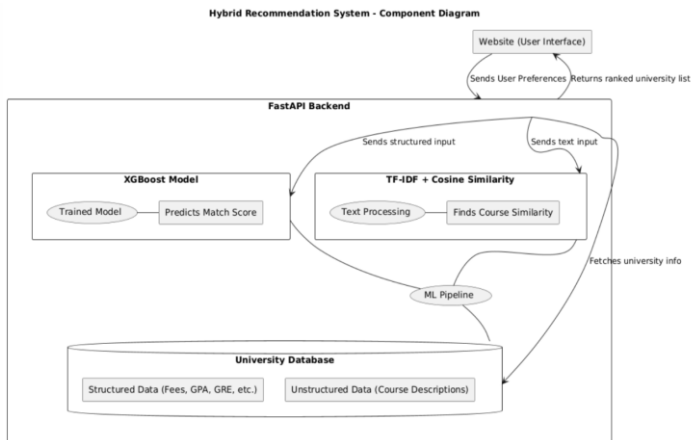 Hybrid Recommendation System - Component Diagram
Website (User Interface)
Sends User Preferences
Returns ranked university list
FastAPI Backend
Sends structured input
Sends text input
XGBoost Model
TF-IDF + Cosine Similarity
Trained Model
Predicts Match Score
Text Processing
Finds Course Similarity
Fetches university info
ML Pipeline
University Database
Structured Data (Fees, GPA, GRE, etc.)
Unstructured Data (Course Descriptions)